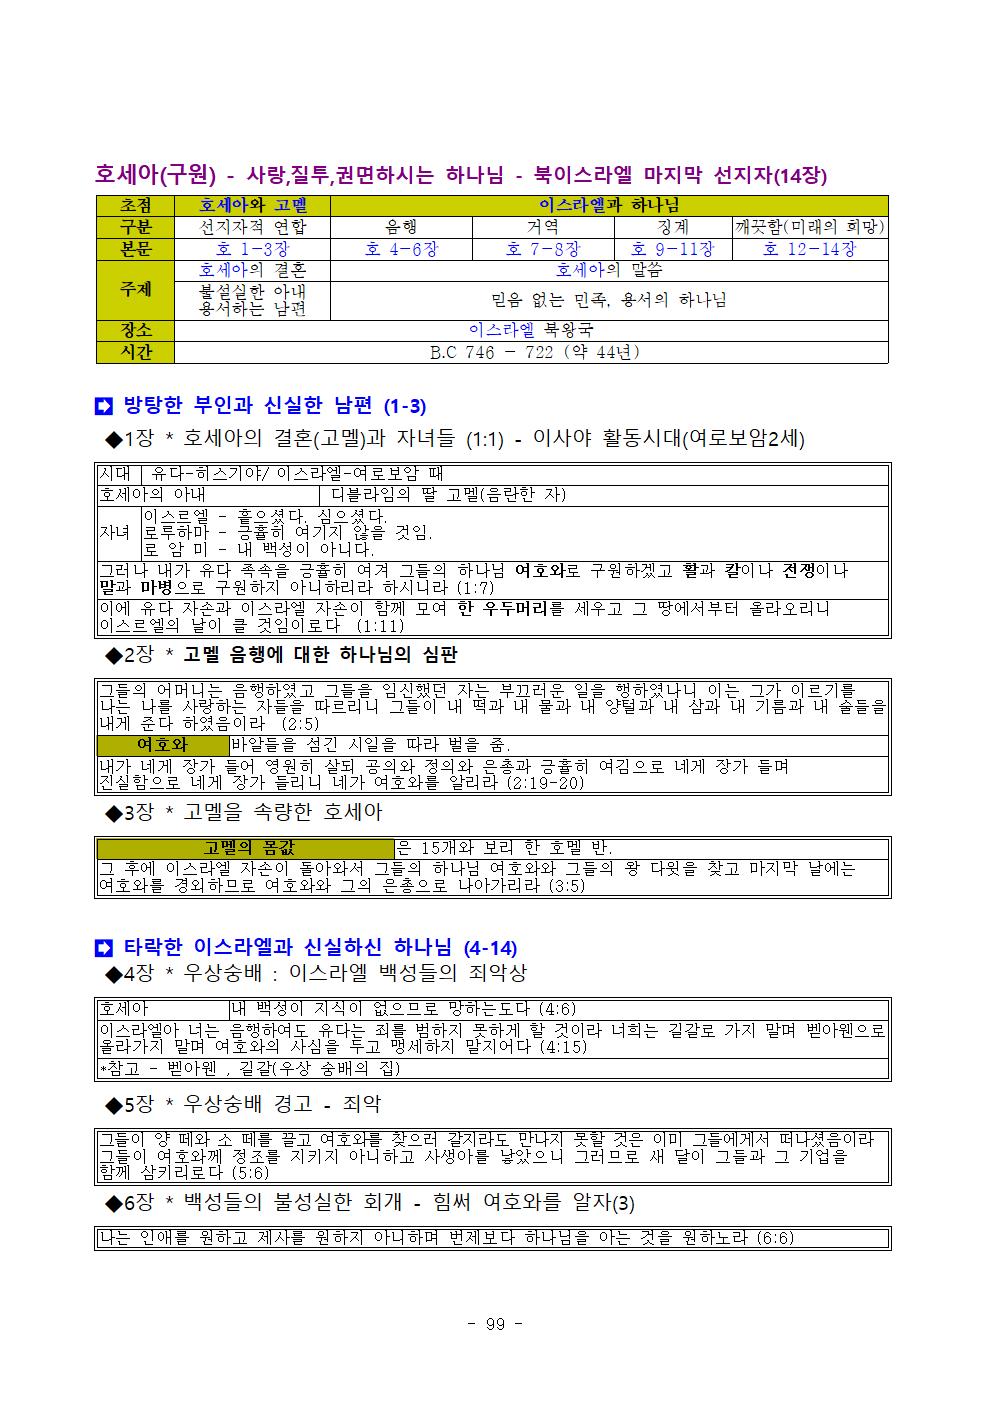 호세아(구원) - 사랑,질투,권면하시는 하나님 - 북이스라엘 마지막 선지자(14장)
초점 호세아와 고멜 이스라엘과 하나님
구분 선지자적 연합 음행 거역 징계 깨끗함(미래의 희망)
본문 호 1-3장 호 4-6장 호 7-8장 호 9-11장 호 12-14장
주제 호세아의 결혼 호세아의 말씀
불설실한 아내
용서하는 남편
믿음 없는 민족, 용서의 하나님
장소 이스라엘 북왕국
시간 B.C 746 - 722 (약 44년)
➡ 방탕한 부인과 신실한 남편 (1-3)
◆1장 * 호세아의 결혼(고멜)과 자녀들 (1:1) - 이사야 활동시대(여로보암2세)
시대 유다-히스기야/ 이스라엘-여로보암 때
호세아의 아내 디블라임의 딸 고멜(음란한 자)
자녀
이스르엘 - 흩으셨다. 심으셨다.
로루하마 - 긍휼히 여기지 않을 것임.
로 암 미 - 내 백성이 아니다.
그러나 내가 유다 족속을 긍휼히 여겨 그들의 하나님 여호와로 구원하겠고 활과 칼이나 전쟁이나
말과 마병으로 구원하지 아니하리라 하시니라 (1:7)
이에 유다 자손과 이스라엘 자손이 함께 모여 한 우두머리를 세우고 그 땅에서부터 올라오리니
이스르엘의 날이 클 것임이로다 (1:11)
◆2장 * 고멜 음행에 대한 하나님의 심판
그들의 어머니는 음행하였고 그들을 임신했던 자는 부끄러운 일을 행하였나니 이는 그가 이르기를
나는 나를 사랑하는 자들을 따르리니 그들이 내 떡과 내 물과 내 양털과 내 삼과 내 기름과 내 술들을
내게 준다 하였음이라 (2:5)
여호와 바알들을 섬긴 시일을 따라 벌을 줌.
내가 네게 장가 들어 영원히 살되 공의와 정의와 은총과 긍휼히 여김으로 네게 장가 들며
진실함으로 네게 장가 들리니 네가 여호와를 알리라 (2:19-20)
◆3장 * 고멜을 속량한 호세아
고멜의 몸값 은 15개와 보리 한 호멜 반.
그 후에 이스라엘 자손이 돌아와서 그들의 하나님 여호와와 그들의 왕 다윗을 찾고 마지막 날에는
여호와를 경외하므로 여호와와 그의 은총으로 나아가리라 (3:5)
➡ 타락한 이스라엘과 신실하신 하나님 (4-14)
◆4장 * 우상숭배 : 이스라엘 백성들의 죄악상
호세아 내 백성이 지식이 없으므로 망하는도다 (4:6)
이스라엘아 너는 음행하여도 유다는 죄를 범하지 못하게 할 것이라 너희는 길갈로 가지 말며 벧아웬으로
올라가지 말며 여호와의 사심을 두고 맹세하지 말지어다 (4:15)
*참고 - 벧아웬 , 길갈(우상 숭배의 집)
◆5장 * 우상숭배 경고 - 죄악
그들이 양 떼와 소 떼를 끌고 여호와를 찾으러 갈지라도 만나지 못할 것은 이미 그들에게서 떠나셨음이라
그들이 여호와께 정조를 지키지 아니하고 사생아를 낳았으니 그러므로 새 달이 그들과 그 기업을
함께 삼키리로다 (5:6)
◆6장 * 백성들의 불성실한 회개 - 힘써 여호와를 알자(3)
나는 인애를 원하고 제사를 원하지 아니하며 번제보다 하나님을 아는 것을 원하노라 (6:6)
- 99 -